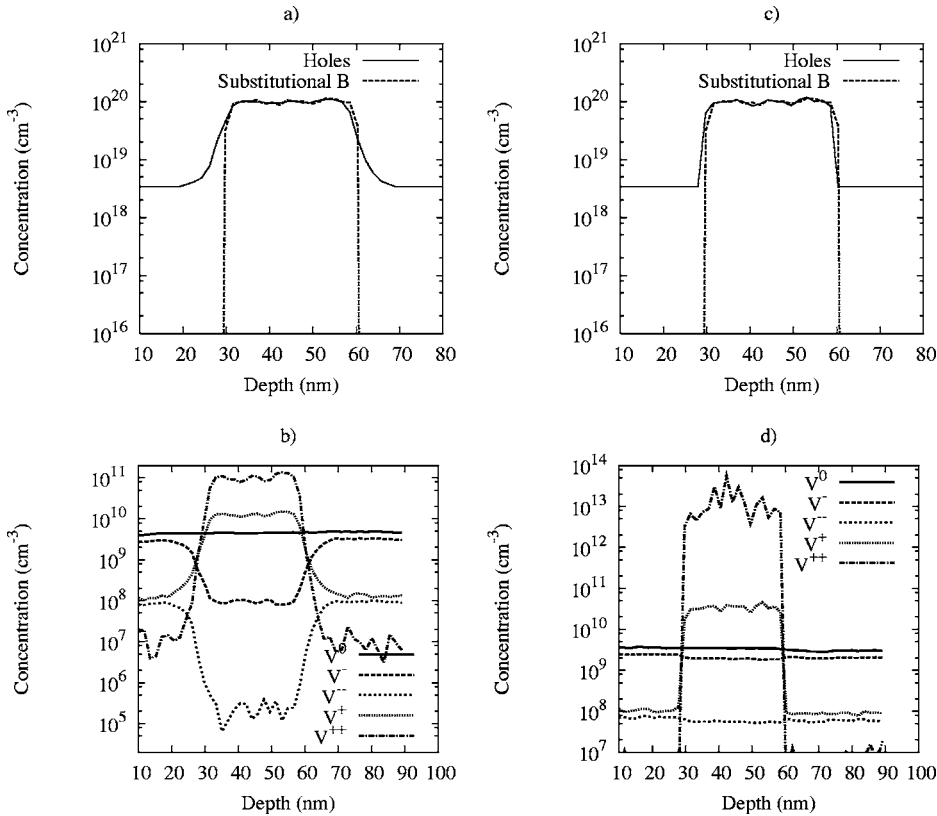 a)
Concentration (cm-3)
10^21
10^20
10^19
10^18
10^17
10^16
Holes
Substitutional B
10 20 30 40 50 60 70 80
Depth (nm)
c)
Concentration (cm-3)
10^21
10^20
10^19
10^18
10^17
10^16
Holes
Substitutional B
10 20 30 40 50 60 70 80
Depth (nm)
b)
Concentration (cm-3)
10^11
10^10
10^9
10^8
10^7
10^6
10^5
V^0
V^-
V^--
V^+
V^++
10 20 30 40 50 60 70 80 90 100
Depth (nm)
d)
Concentration (cm-3)
10^14
10^13
10^12
10^11
10^10
10^9
10^8
10^7
V^0
V^-
V^--
V^+
V^++
10 20 30 40 50 60 70 80 90 100
Depth (nm)